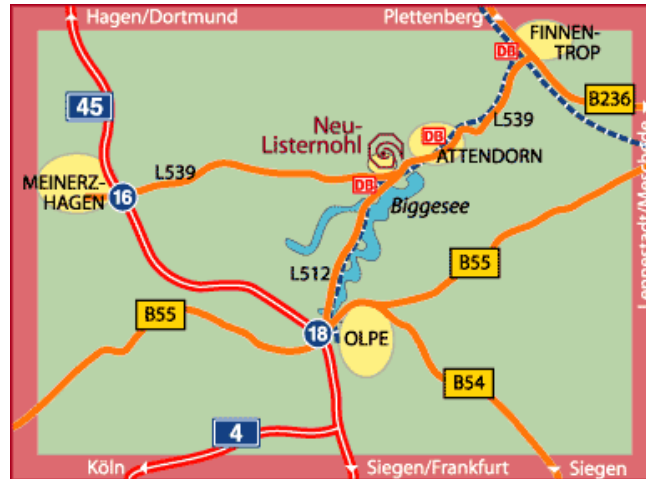 Hagen/Dortmund
Plettenberg
FINNEN-
TROP
DB
B236
45
L539
Neu-
Listernohl
DB
ATTENDORN
MEINERZ-
HAGEN
L539
16
DB
Biggesee
Lennestadt/Meschede
L512
B55
B55
18
OLPE
B54
4
Köln
Siegen/Frankfurt
Siegen